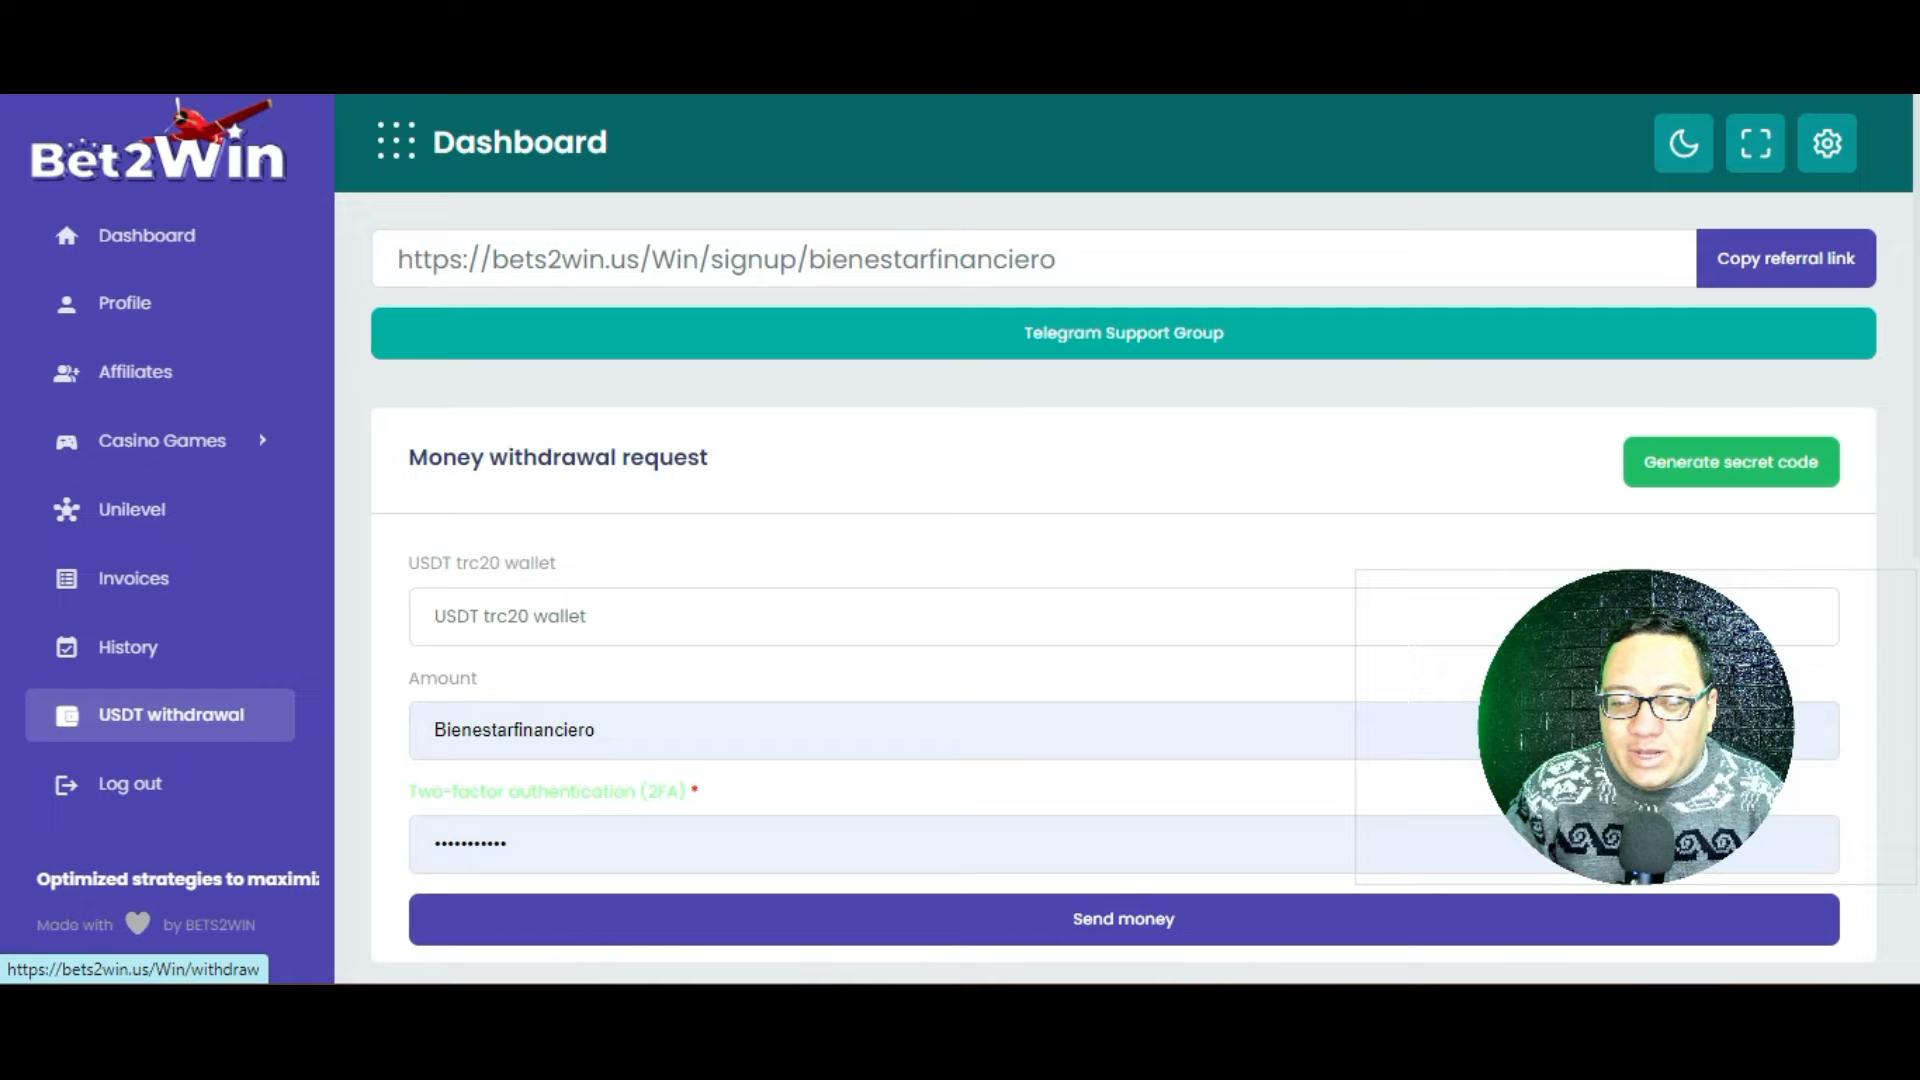 Bet2Win
Dashboard
Dashboard
Profile
Affiliates
Casino Games
Unilevel
Invoices
History
USDT withdrawal
Log out
Optimized strategies to
Made with by BETS2WIN
https://bets2win.us/Win/withdraw
https://bets2win.us/Win/signup/bienestarfinanciero
Copy referral link
Telegram Support Group
Money withdrawal request
Generate secret code
USDT trc20 wallet
USDT trc20 wallet
Amount
Bienestarfinanciero
Two-factor authentication (2FA) *
•••••••••••
Send money